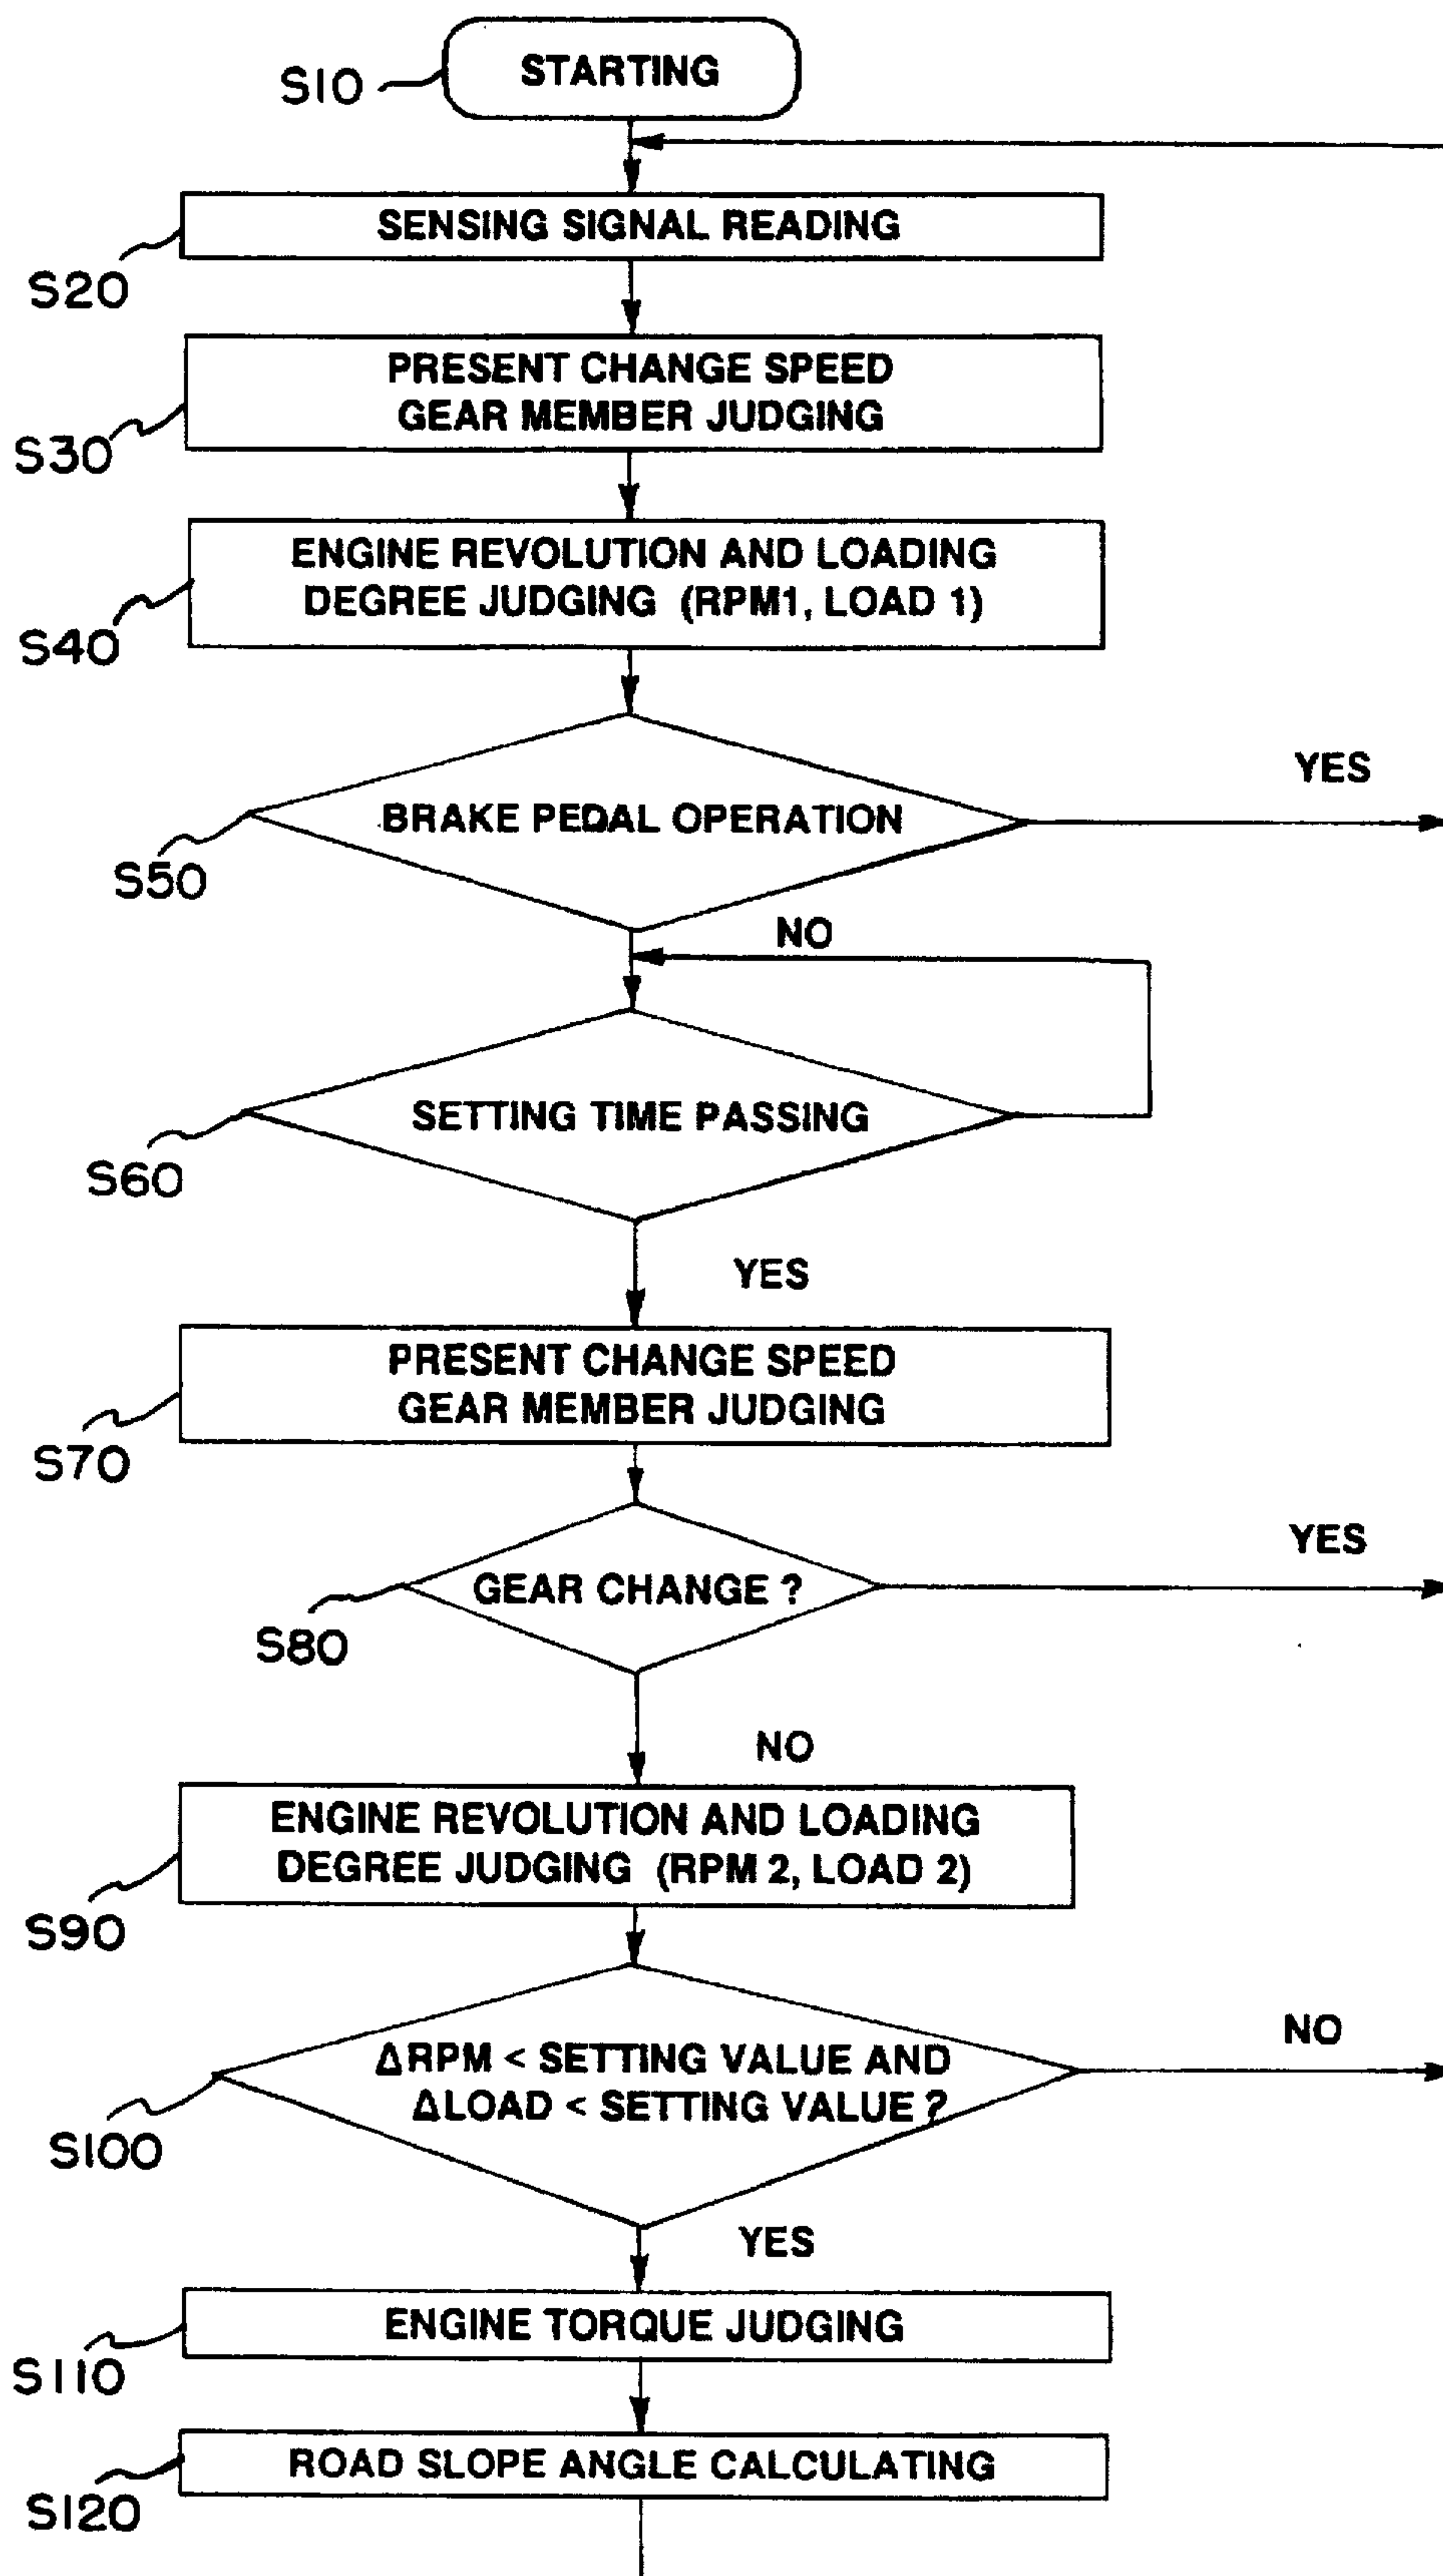 STARTING
S10
SENSING SIGNAL READING
S20
PRESENT CHANGE SPEED
GEAR MEMBER JUDGING
S30
ENGINE REVOLUTION AND LOADING
DEGREE JUDGING (RPM1, LOAD 1)
S40
YES
BRAKE PEDAL OPERATION
S50
NO
SETTING TIME PASSING
S60
YES
PRESENT CHANGE SPEED
GEAR MEMBER JUDGING
S70
YES
GEAR CHANGE ?
S80
NO
ENGINE REVOLUTION AND LOADING
DEGREE JUDGING (RPM 2, LOAD 2)
S90
NO
ΔRPM < SETTING VALUE AND
ΔLOAD < SETTING VALUE ?
S100
YES
ENGINE TORQUE JUDGING
S110
ROAD SLOPE ANGLE CALCULATING
S120